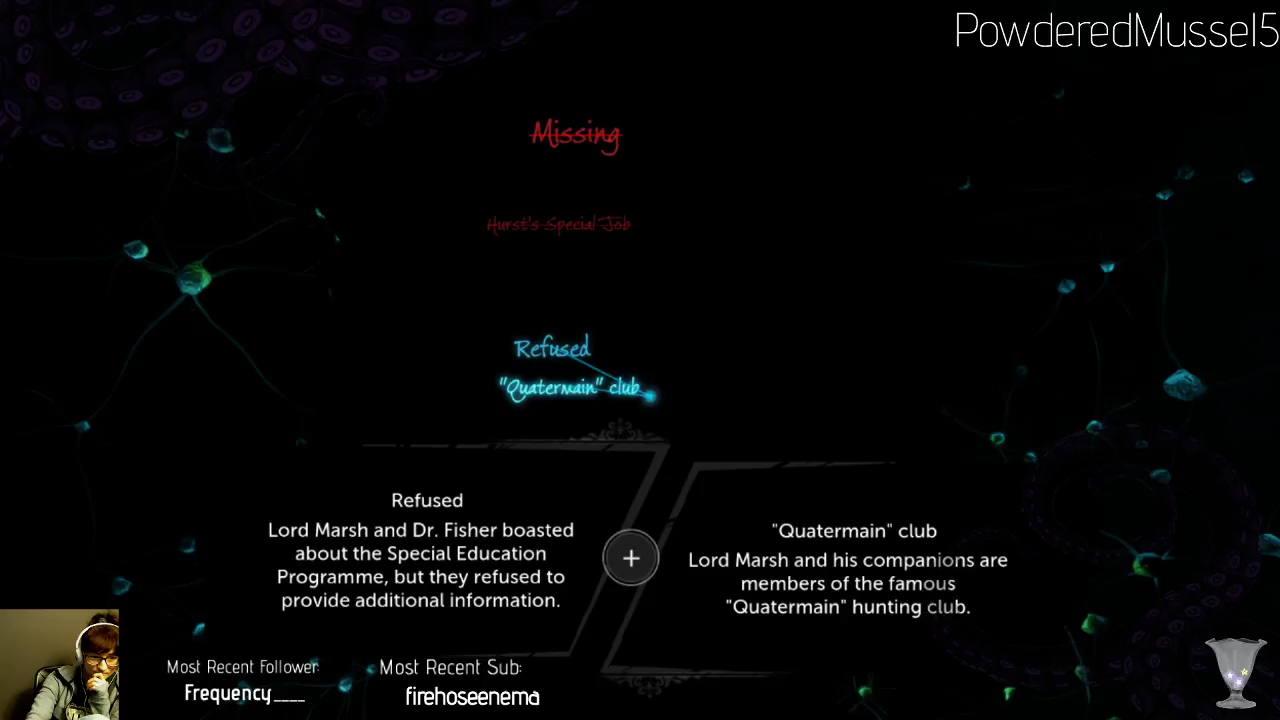 PowderedMussel5
Missing
Hurst's Special Job
Refused
"Quatermain" club
Refused
Lord Marsh and Dr. Fisher boasted
about the Special Education
Programme, but they refused to
provide additional information.
"Quatermain" club
Lord Marsh and his companions are
members of the famous
"Quatermain" hunting club.
Most Recent Follower:
Frequency____
Most Recent Sub:
firehoseenema